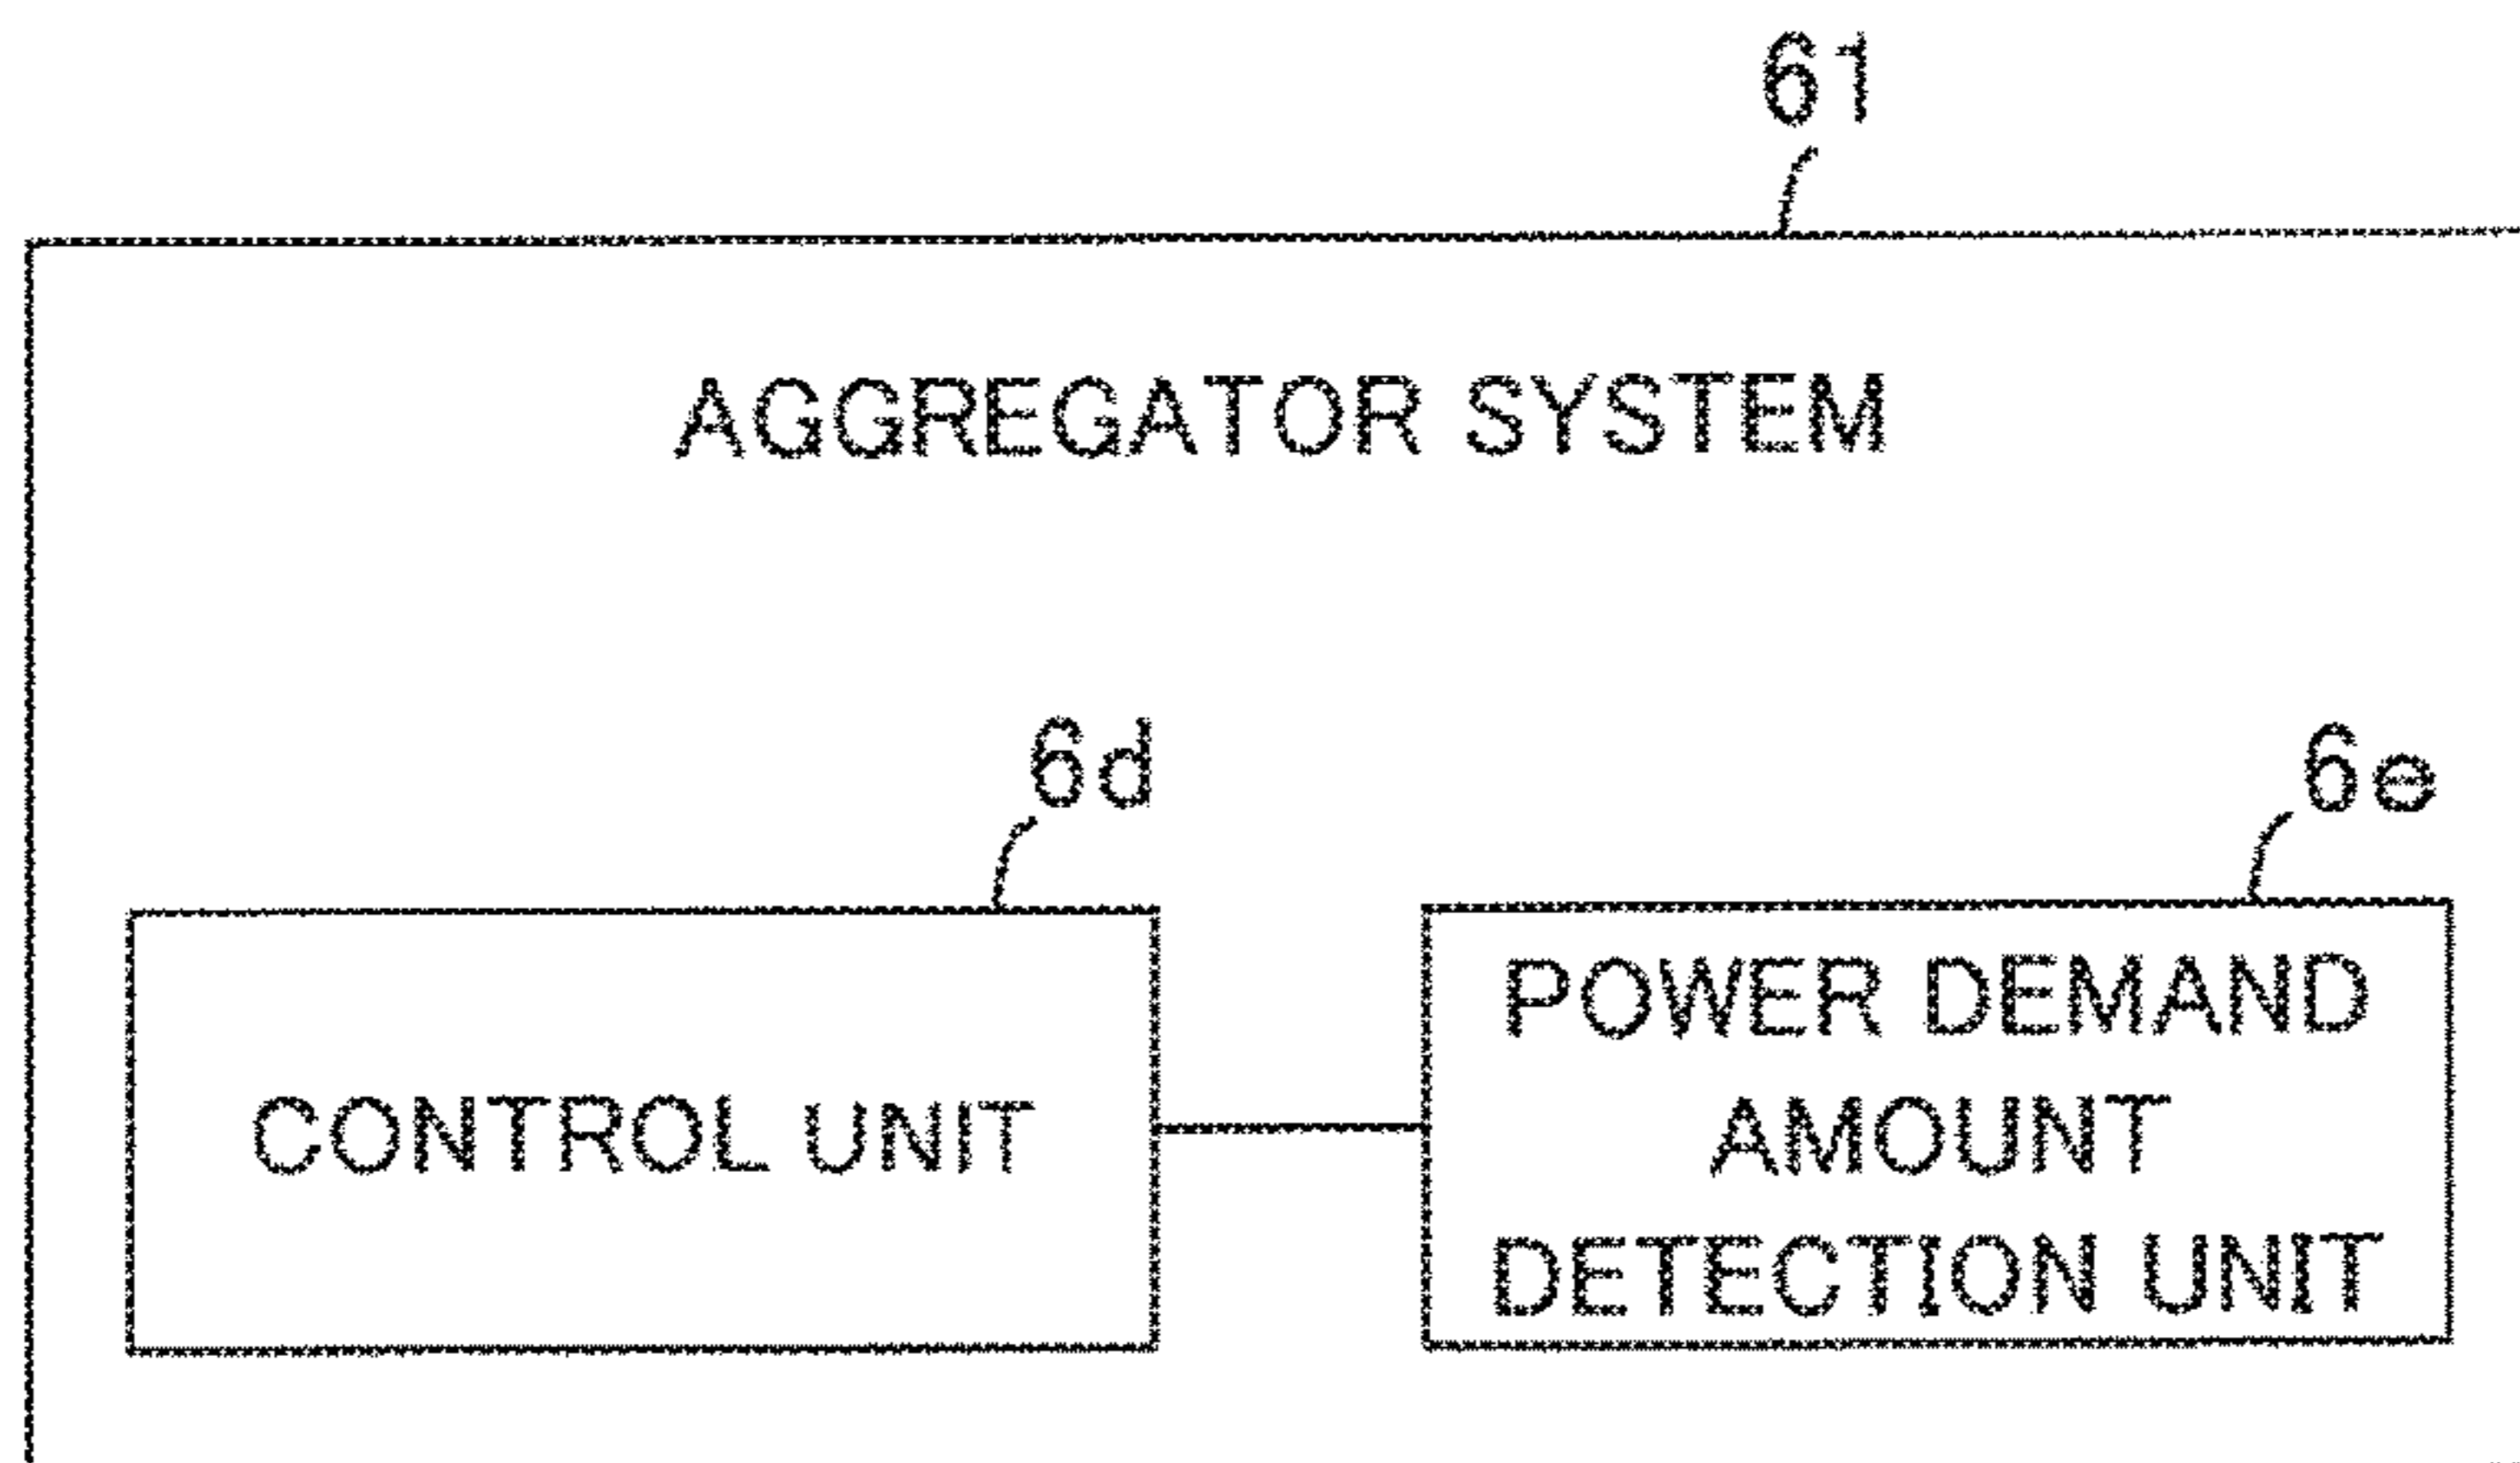 61
AGGREGATOR SYSTEM
6d
6e
CONTROL UNIT
POWER DEMAND
AMOUNT
DETECTION UNIT